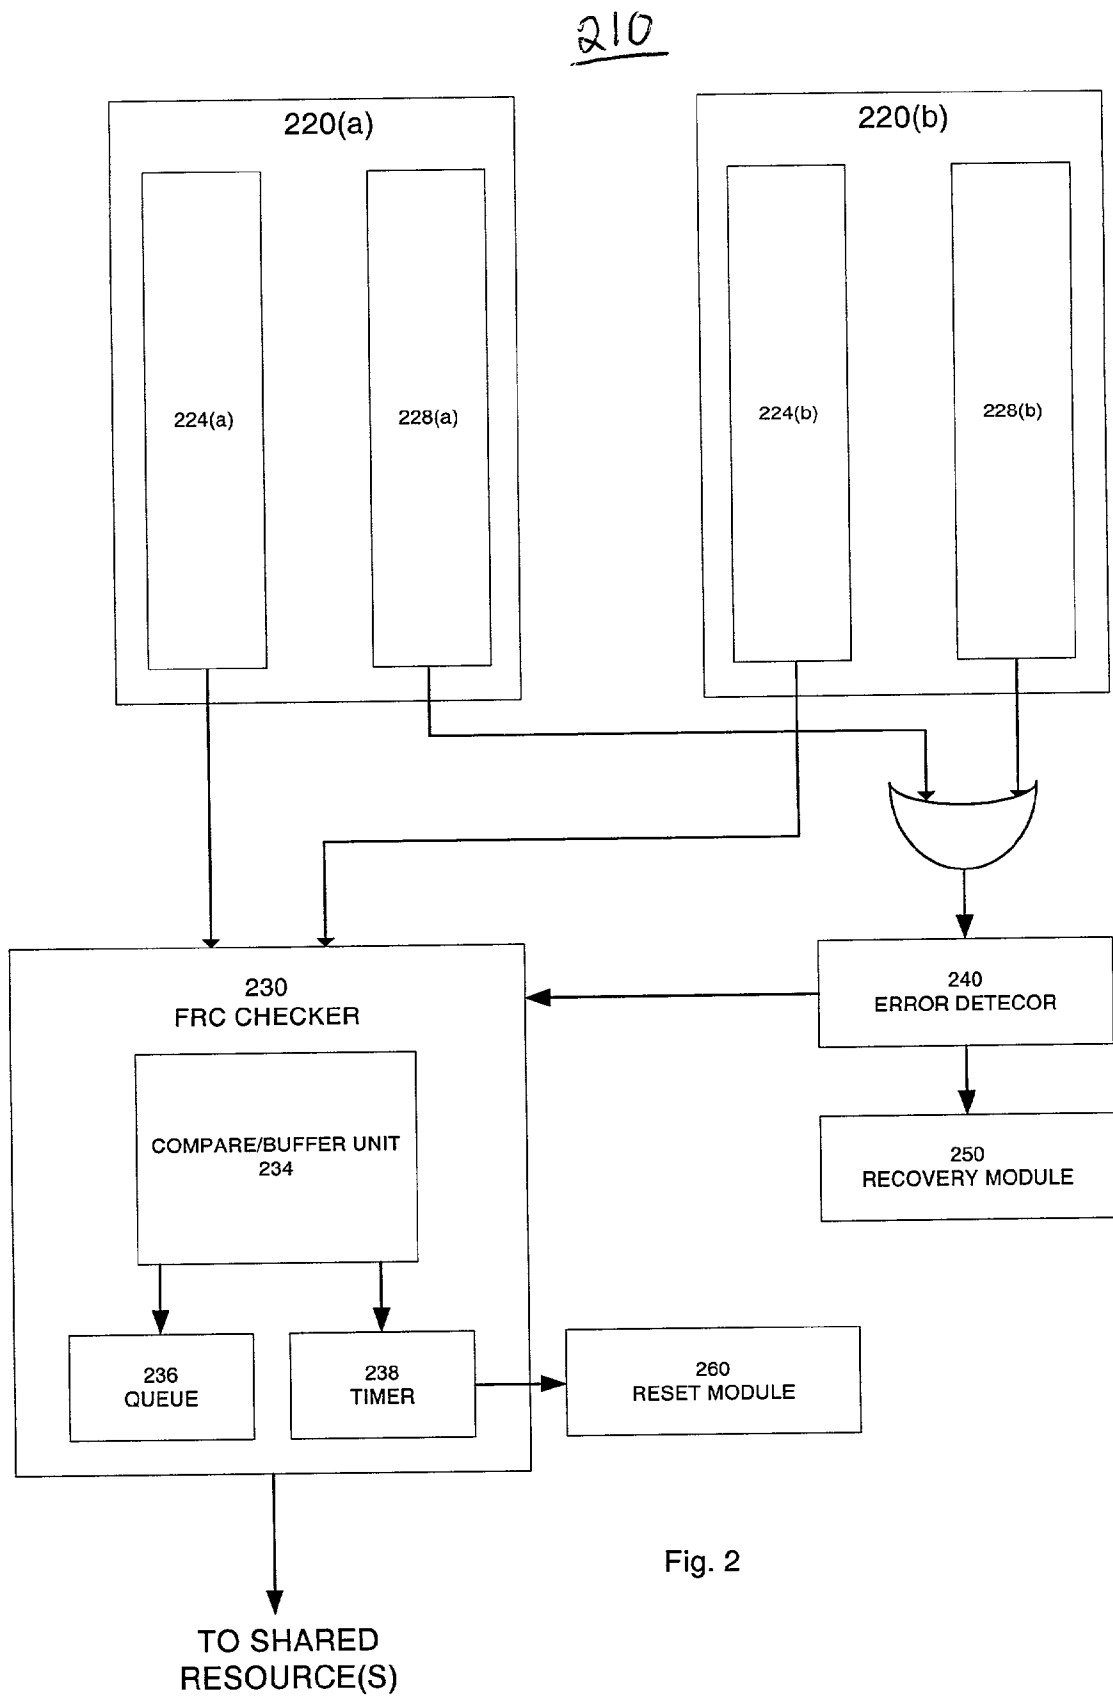 210
220(a)
220(b)
224(a)
228(a)
224(b)
228(b)
230
FRC CHECKER
240
ERROR DETECOR
COMPARE/BUFFER UNIT
234
250
RECOVERY MODULE
236
QUEUE
238
TIMER
260
RESET MODULE
Fig. 2
TO SHARED
RESOURCE(S)